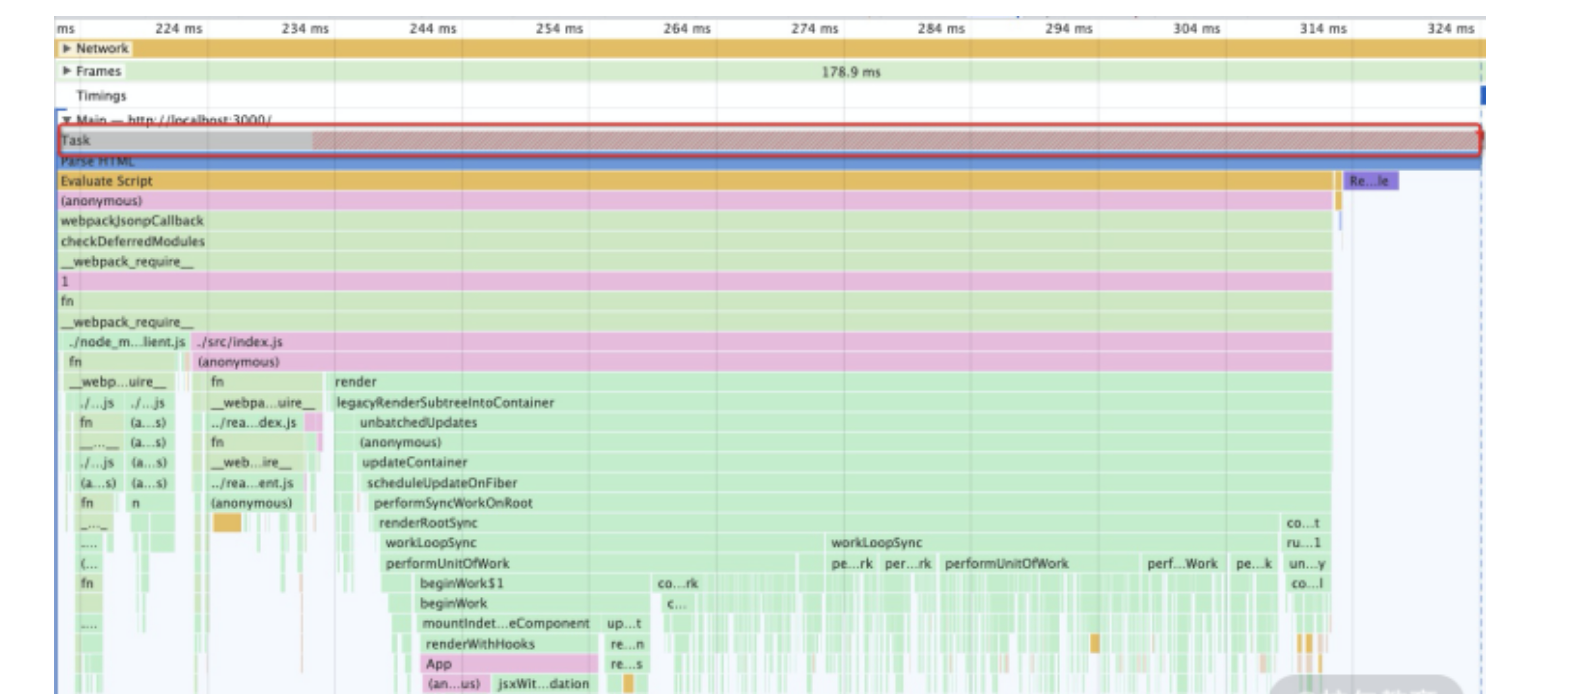 ms 224 ms 234 ms 244 ms 254 ms 264 ms 274 ms 284 ms 294 ms 304 ms 314 ms 324 ms
▶ Network
▶ Frames 178.9 ms
Timings
▼ Main — http://localhost:3000/
Task
Parse HTML
Evaluate Script Re...le
(anonymous)
webpackJsonpCallback
checkDeferredModules
__webpack_require__
1
fn
__webpack_require__
./node_m...lient.js ./src/index.js
fn (anonymous)
__webp...uire__ fn render
./...js ./...js __webpa...uire__ legacyRenderSubtreeIntoContainer
fn (a...s) ../rea...dex.js unbatchedUpdates
__...__ (a...s) fn (anonymous)
./...js (a...s) __web...ire__ updateContainer
(a...s) (a...s) ../rea...ent.js scheduleUpdateOnFiber
fn n (anonymous) performSyncWorkOnRoot
_..._ renderRootSync co...t
.... workLoopSync workLoopSync ru...1
(... performUnitOfWork pe...rk per...rk performUnitOfWork perf...Work pe...k un...y
fn beginWork$1 co...rk co...l
beginWork c...
.... mountIndet...eComponent up...t
renderWithHooks re...n
App re...s
(an...us) jsxWit...dation